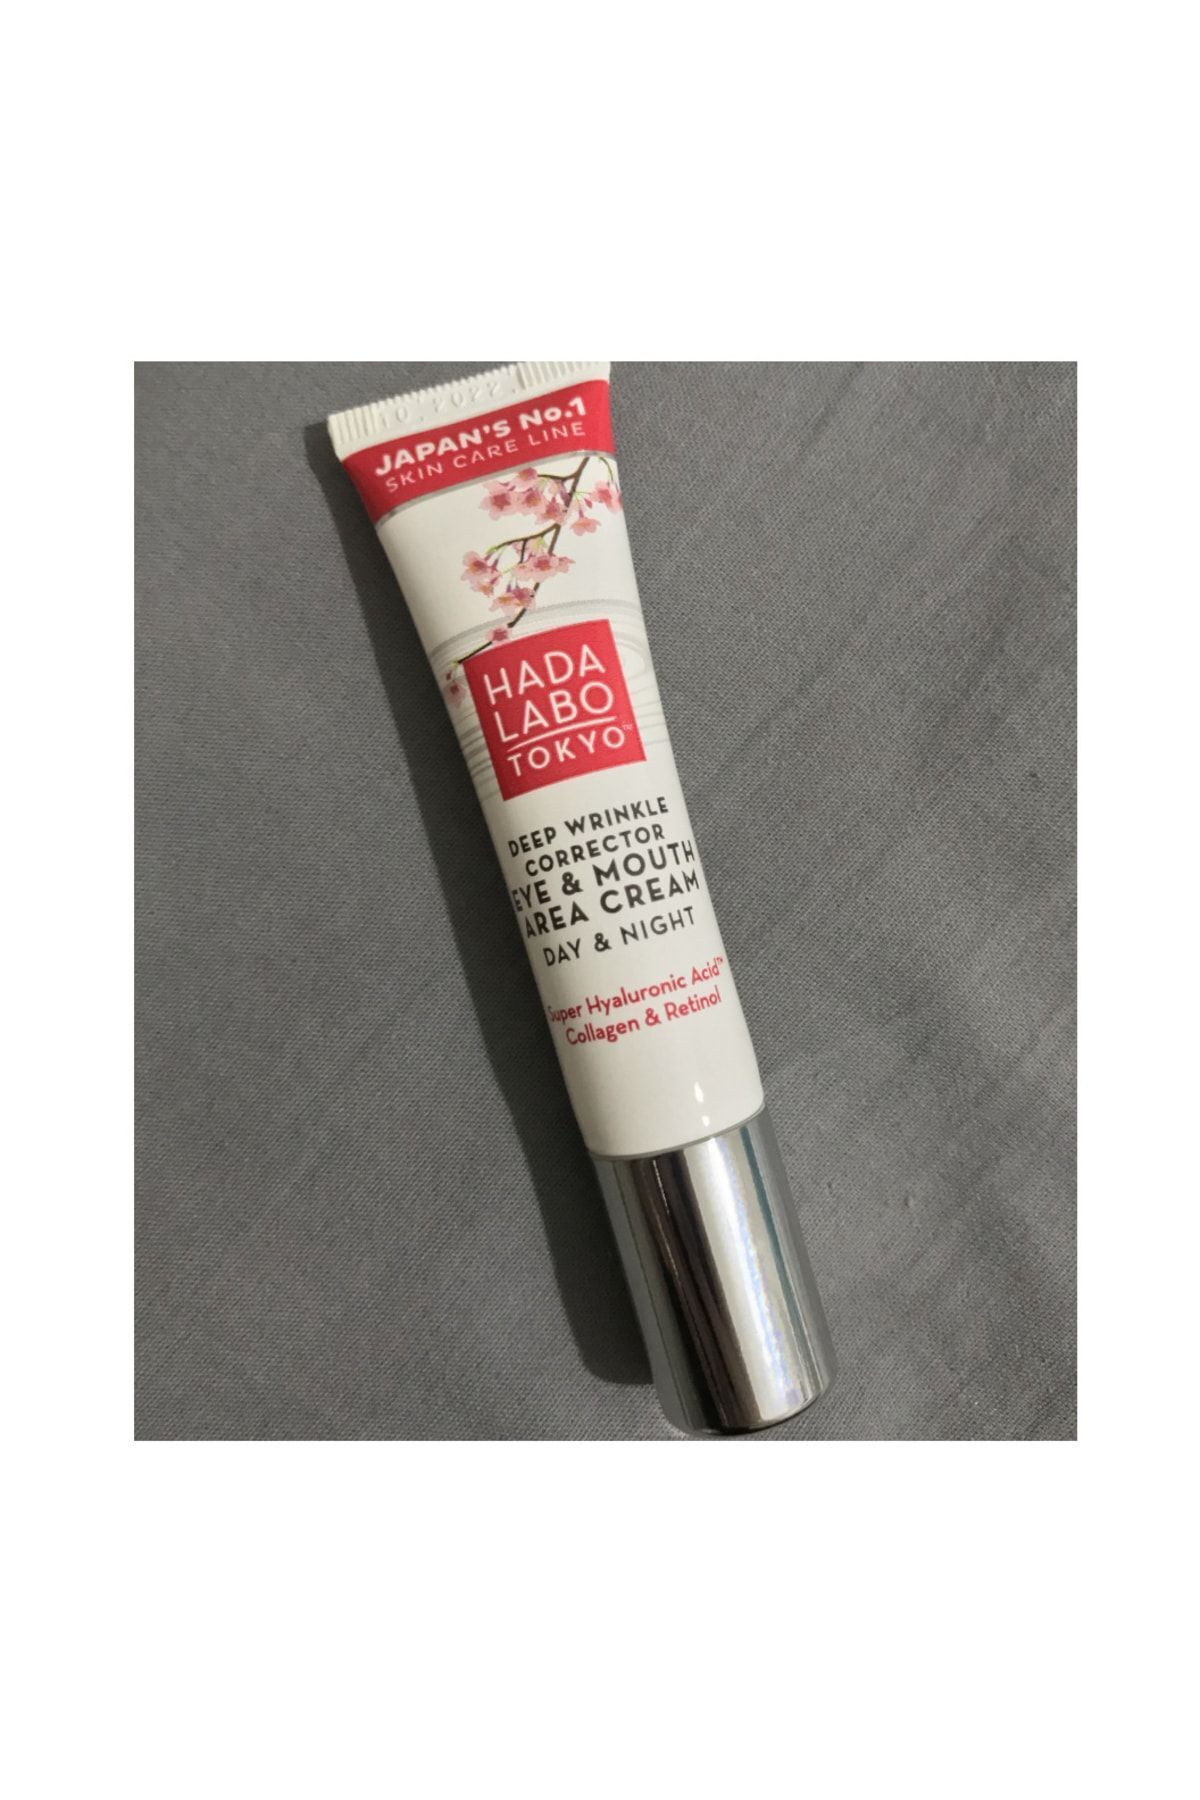 10.2022.
JAPAN'S No.1
SKIN CARE LINE
HADA
LABO
TOKYO™
DEEP WRINKLE
CORRECTOR
EYE & MOUTH
AREA CREAM
DAY & NIGHT
Super Hyaluronic Acid™
Collagen & Retinol